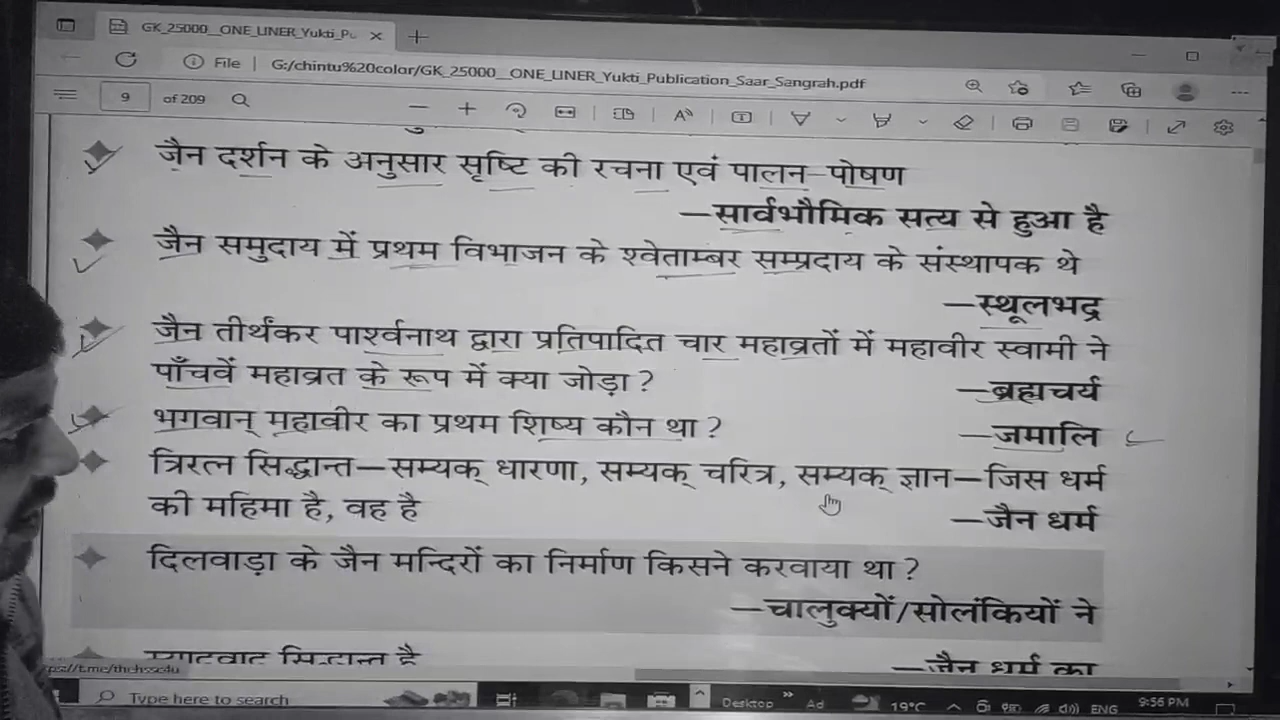 GK_25000__ONE_LINER_Yukti_Pu
File | G:/chintu%20color/GK_25000__ONE_LINER_Yukti_Publication_Saar_Sangrah.pdf
9 of 209
जैन दर्शन के अनुसार सृष्टि की रचना एवं पालन-पोषण
—सार्वभौमिक सत्य से हुआ है
जैन समुदाय में प्रथम विभाजन के श्वेताम्बर सम्प्रदाय के संस्थापक थे
—स्थूलभद्र
जैन तीर्थंकर पार्श्वनाथ द्वारा प्रतिपादित चार महाव्रतों में महावीर स्वामी ने
पाँचवें महाव्रत के रूप में क्या जोड़ा? —ब्रह्मचर्य
भगवान् महावीर का प्रथम शिष्य कौन था? —जमालि
त्रिरत्न सिद्धान्त—सम्यक् धारणा, सम्यक् चरित्र, सम्यक् ज्ञान—जिस धर्म
की महिमा है, वह है —जैन धर्म
दिलवाड़ा के जैन मन्दिरों का निर्माण किसने करवाया था?
—चालुक्यों/सोलंकियों ने
सिद्धान्त है —जैन धर्म का
Type here to search Desktop Ad 19°C ENG 9:56 PM